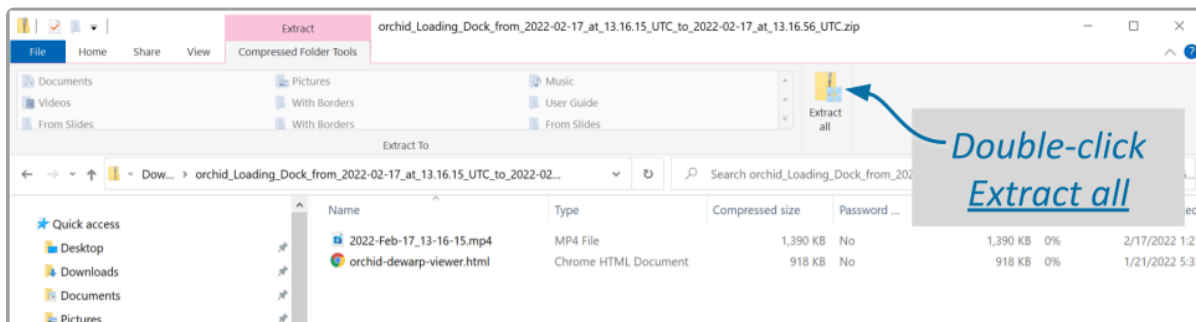 Extract
orchid_Loading_Dock_from_2022-02-17_at_13.16.15_UTC_to_2022-02-17_at_13.16.56_UTC.zip
File Home Share View Compressed Folder Tools
Documents Pictures Music
Videos With Borders User Guide
From Slides With Borders From Slides
Extract all
Extract To
Double-click
Extract all
Dow... orchid_Loading_Dock_from_2022-02-17_at_13.16.15_UTC_to_2022-02...
Search orchid_Loading_Dock_from_202
Name Type Compressed size Password ...
Quick access
2022-Feb-17_13-16-15.mp4 MP4 File 1,390 KB No 1,390 KB 0% 2/17/2022 1:2
Desktop
orchid-dewarp-viewer.html Chrome HTML Document 918 KB No 918 KB 0% 1/21/2022 5:3
Downloads
Documents
Pictures